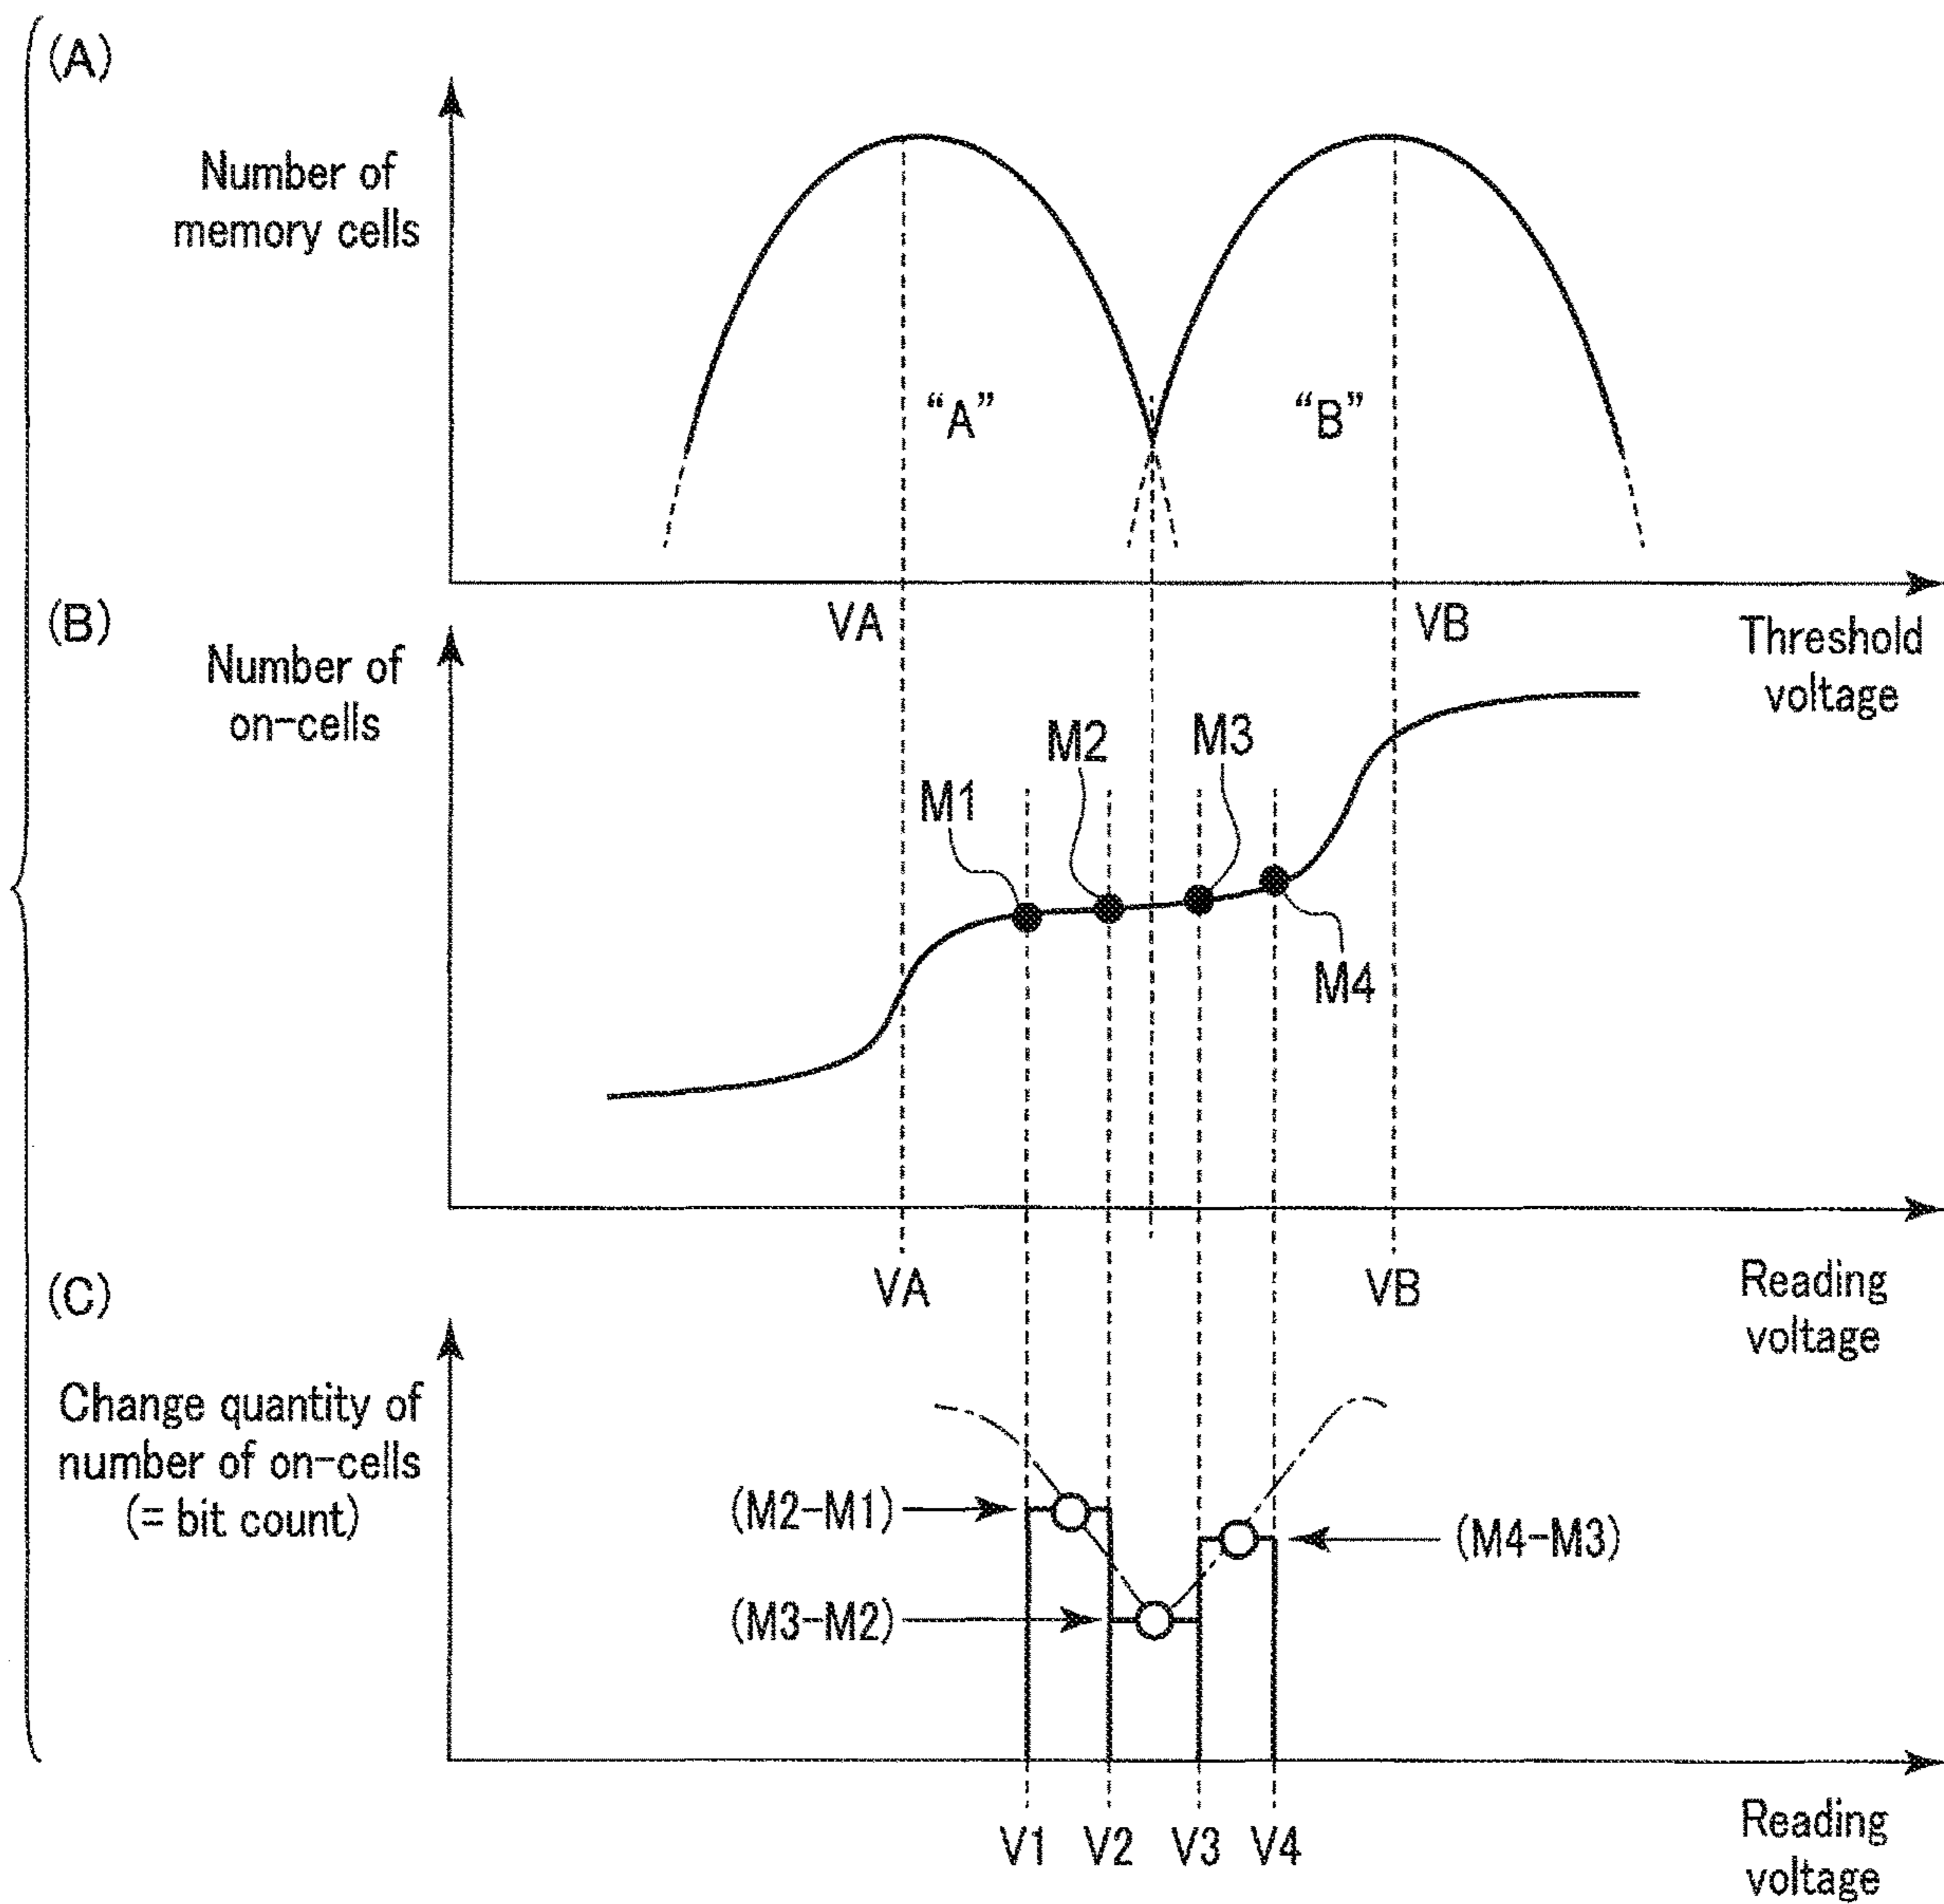 (A)
Number of
memory cells
“A”
“B”
VA
VB
Threshold
voltage
(B)
Number of
on-cells
M1
M2
M3
M4
VA
VB
Reading
voltage
(C)
Change quantity of
number of on-cells
(= bit count)
(M2-M1)
(M4-M3)
(M3-M2)
V1
V2
V3
V4
Reading
voltage